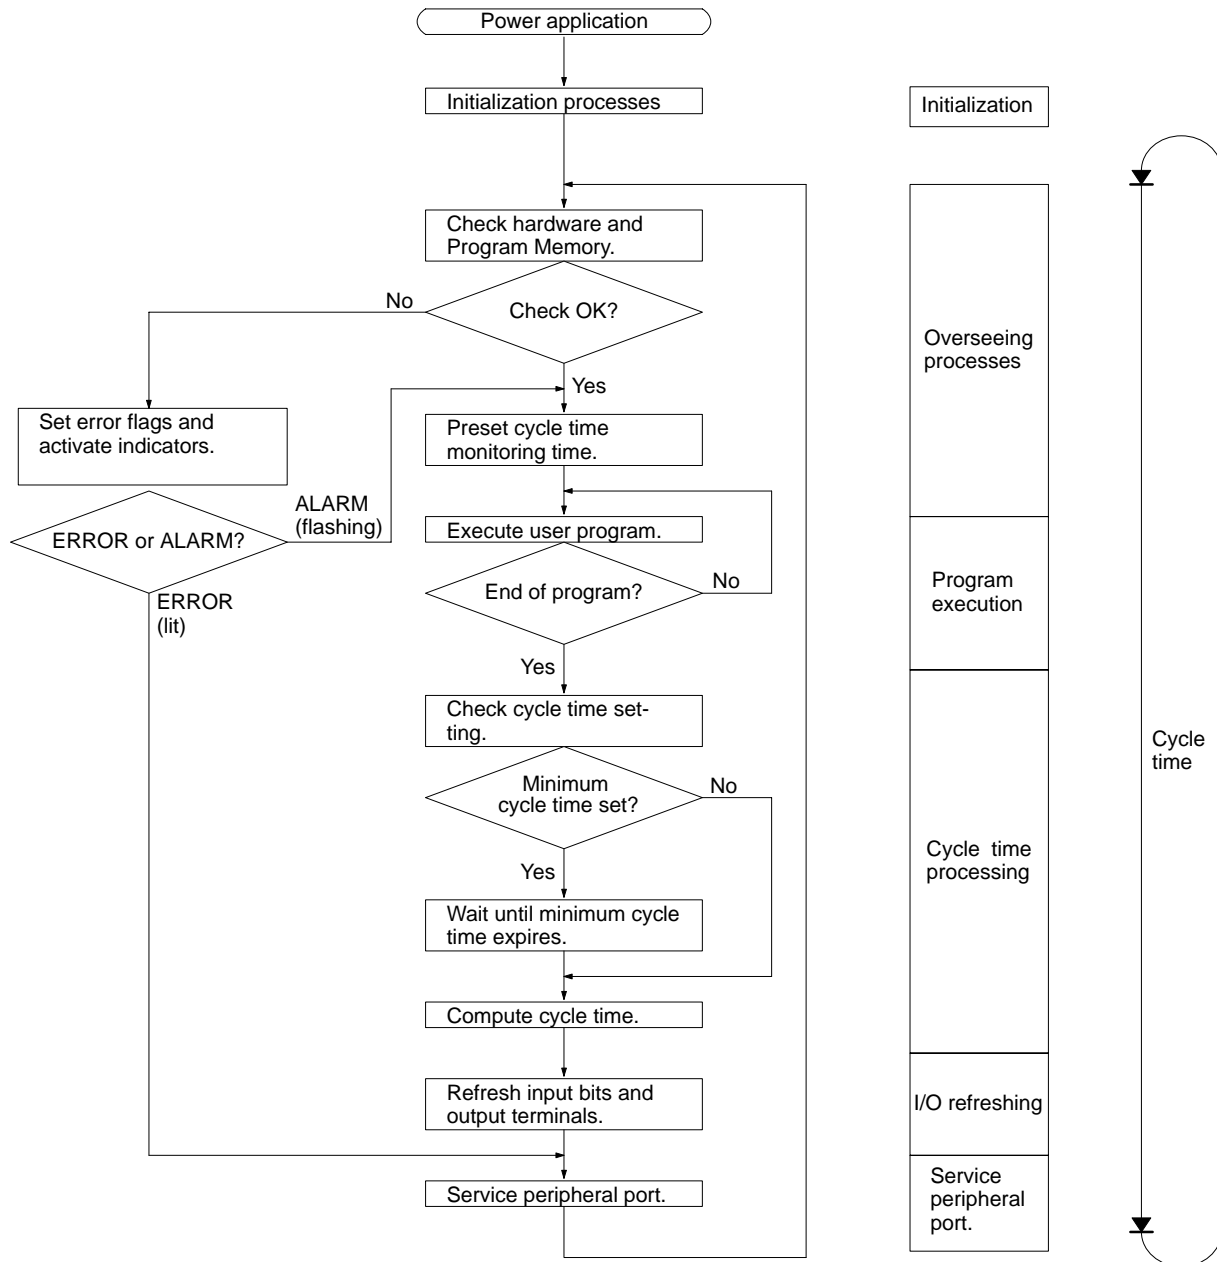 Power application
Initialization processes
Initialization
Check hardware and
Program Memory.
No
Check OK?
Overseeing
processes
Yes
Set error flags and
activate indicators.
Preset cycle time
monitoring time.
ALARM
(flashing)
ERROR or ALARM?
Execute user program.
No
End of program?
Program
execution
ERROR
(lit)
Yes
Check cycle time set-
ting.
Cycle
time
Minimum
cycle time set?
No
Cycle time
processing
Yes
Wait until minimum cycle
time expires.
Compute cycle time.
Refresh input bits and
output terminals.
I/O refreshing
Service peripheral port.
Service
peripheral
port.